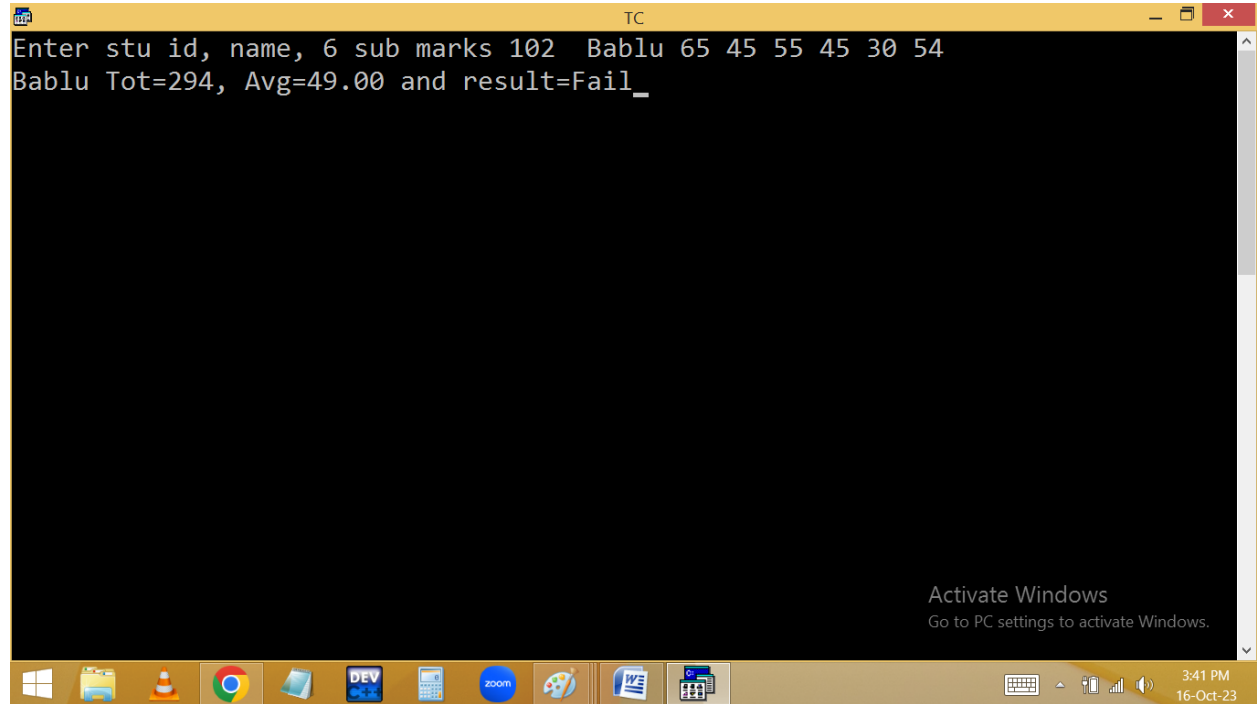 TC
Enter stu id, name, 6 sub marks 102  Bablu 65 45 55 45 30 54
Bablu Tot=294, Avg=49.00 and result=Fail_
Activate Windows
Go to PC settings to activate Windows.
DEV
C++
zoom
W
C:\
3:41 PM
16-Oct-23